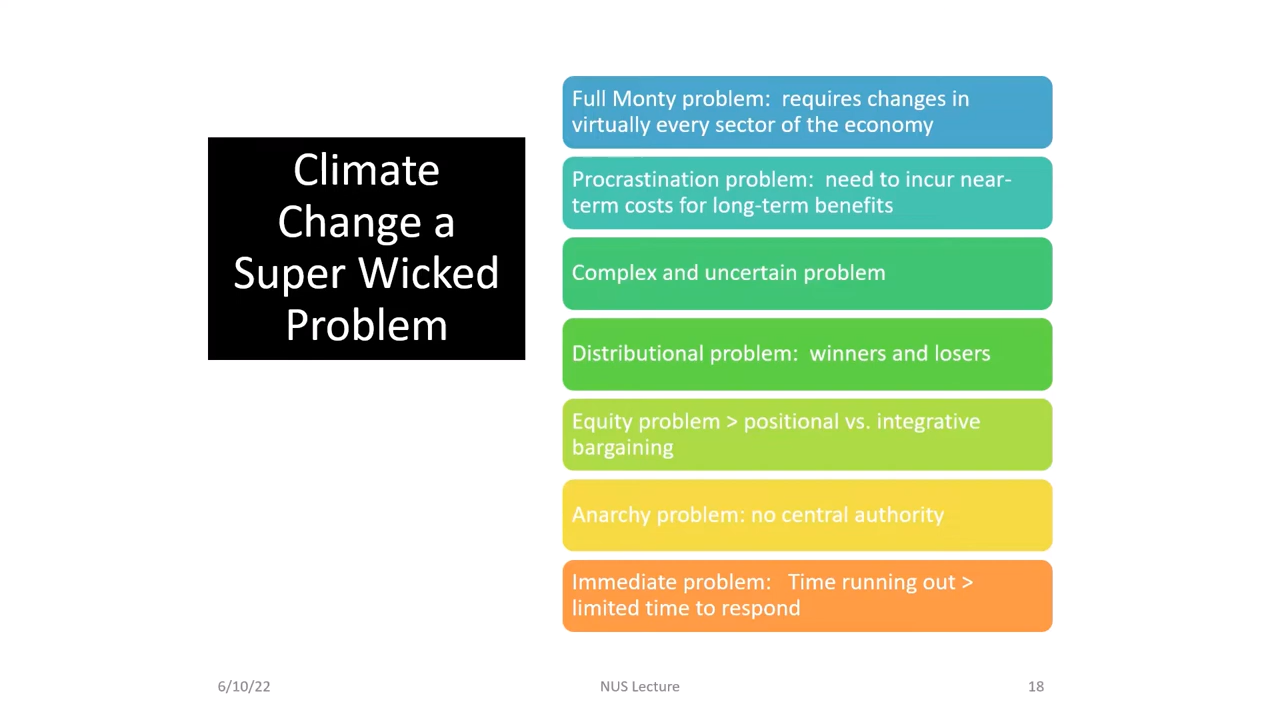 Climate
Change a
Super Wicked
Problem
Full Monty problem:  requires changes in
virtually every sector of the economy
Procrastination problem:  need to incur near-
term costs for long-term benefits
Complex and uncertain problem
Distributional problem:  winners and losers
Equity problem > positional vs. integrative
bargaining
Anarchy problem: no central authority
Immediate problem:   Time running out >
limited time to respond
6/10/22
NUS Lecture
18